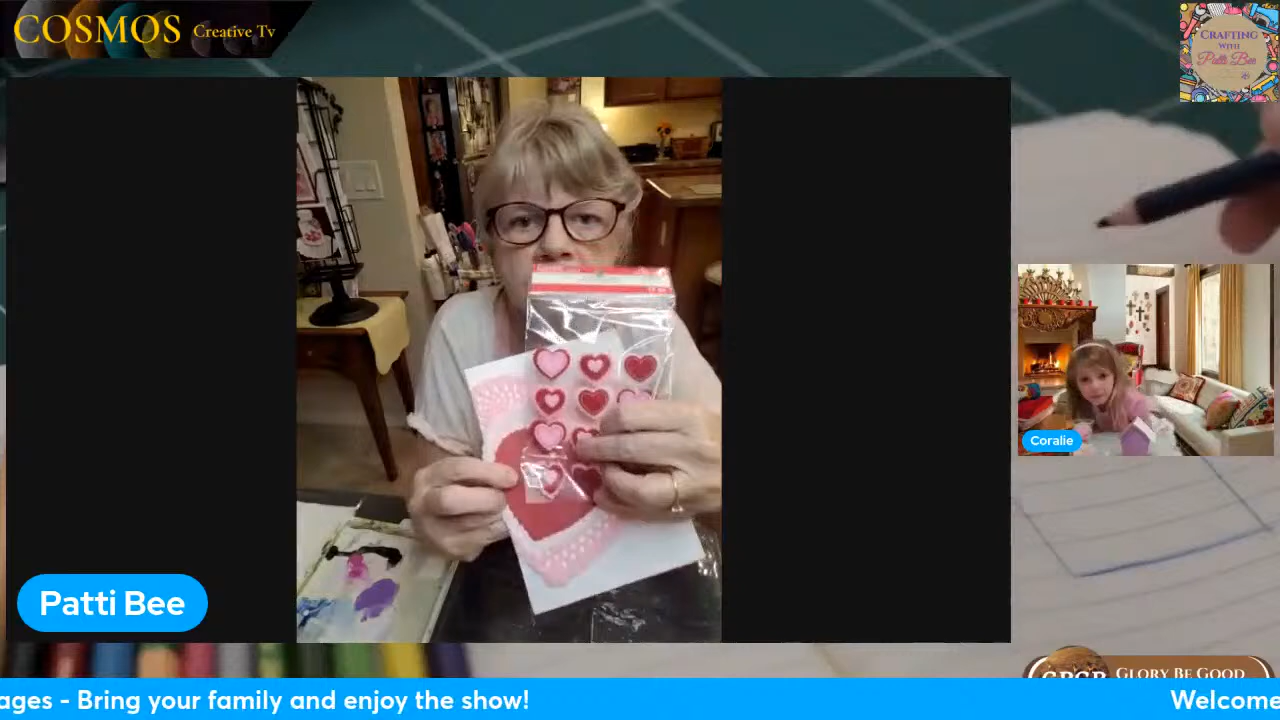 COSMOS Creative Tv
CRAFTING
WITH
Patti Bee
Coralie
Patti Bee
GLORY BE GOOD
ages - Bring your family and enjoy the show!
Welcome